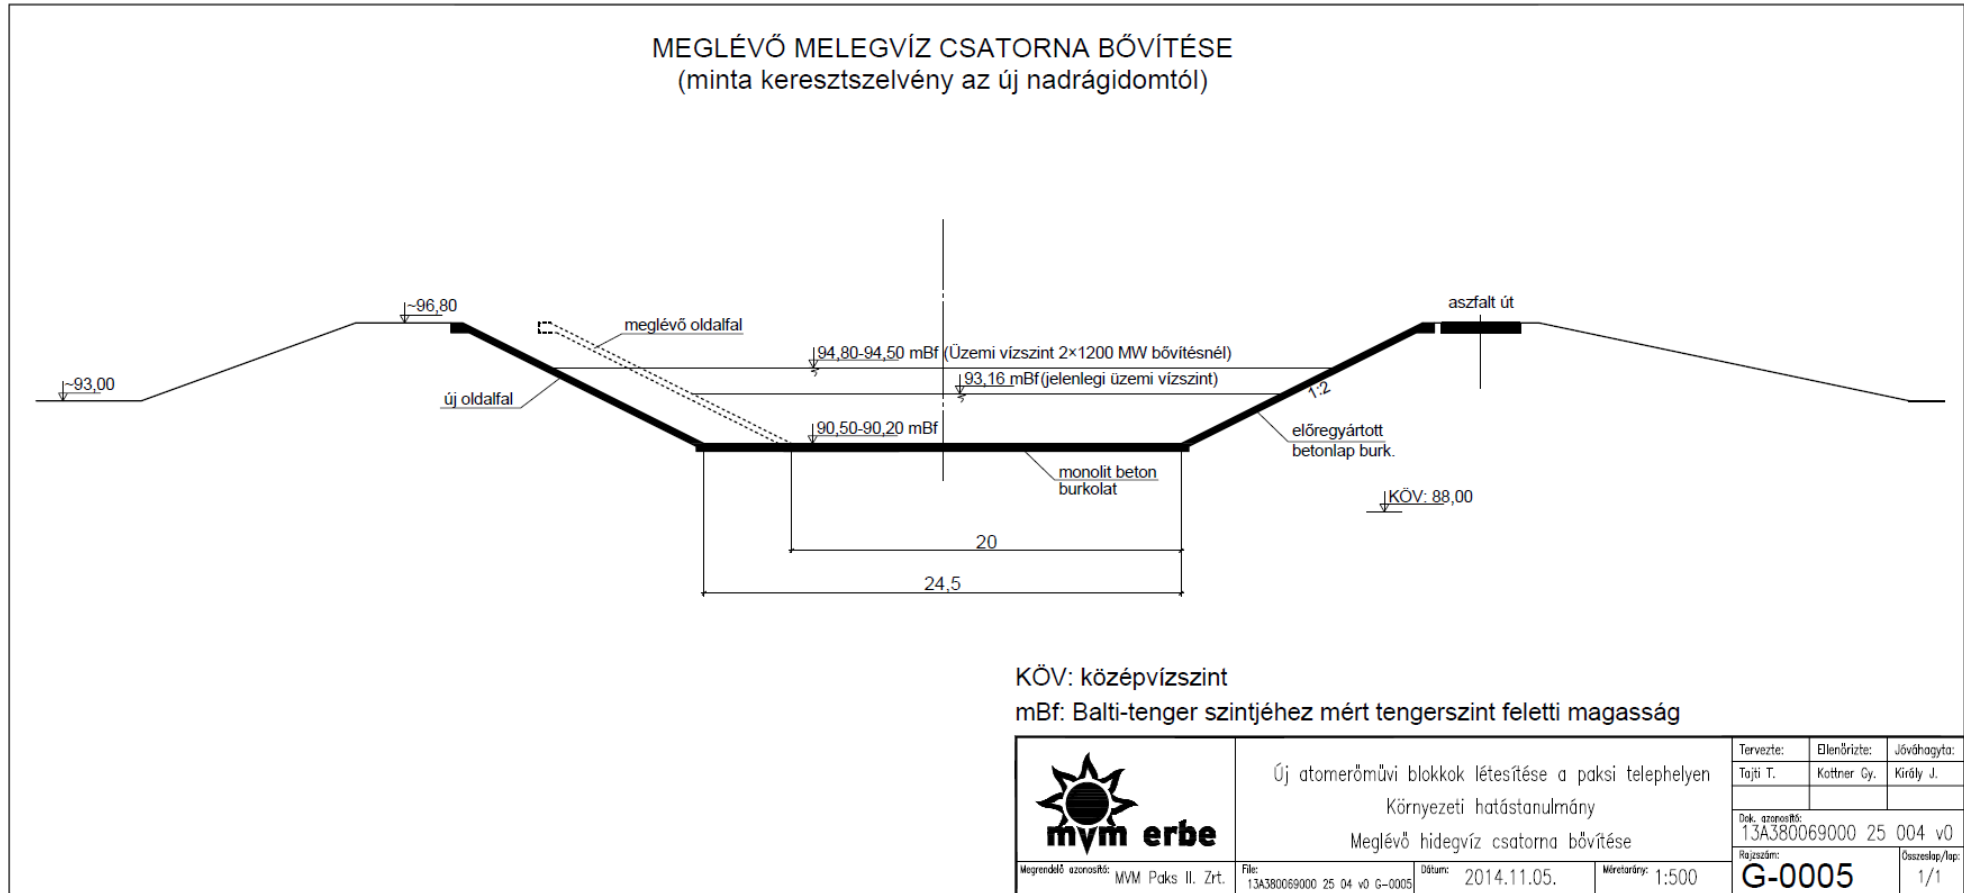 MEGLÉVŐ MELEGVÍZ CSATORNA BŐVÍTÉSE
(minta keresztszelvény az új nadrágidomtól)
~96,80
aszfalt út
meglévő oldalfal
94,80-94,50 mBf (Üzemi vízszint 2×1200 MW bővítésnél)
93,16 mBf(jelenlegi üzemi vízszint)
~93,00
1:2
új oldalfal
90,50-90,20 mBf
előregyártott
betonlap burk.
monolit beton
burkolat
KÖV: 88,00
20
24,5
KÖV: középvízszint
mBf: Balti-tenger szintjéhez mért tengerszint feletti magasság
mvm erbe
Új atomerőművi blokkok létesítése a paksi telephelyen
Környezeti hatástanulmány
Meglévő hidegvíz csatorna bővítése
Tervezte: Ellenőrizte: Jóváhagyta:
Tajti T. Kottner Gy. Király J.
Dok. azonosító:
13A380069000 25 004 v0
Megrendelő azonosító: MVM Paks II. Zrt.
File: 13A380069000 25 04 v0 G-0005
Dátum: 2014.11.05.
Méretarány: 1:500
Rajzszám:
G-0005
Összeslap/lap:
1/1